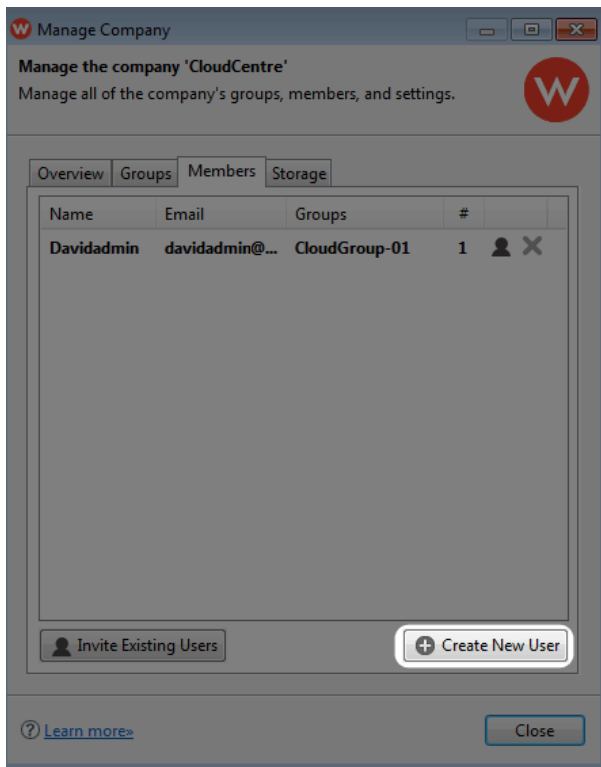 Manage Company
Manage the company 'CloudCentre'
Manage all of the company's groups, members, and settings.
W
Overview Groups Members Storage
Name Email Groups #
Davidadmin davidadmin@... CloudGroup-01 1
Invite Existing Users Create New User
? Learn more» Close